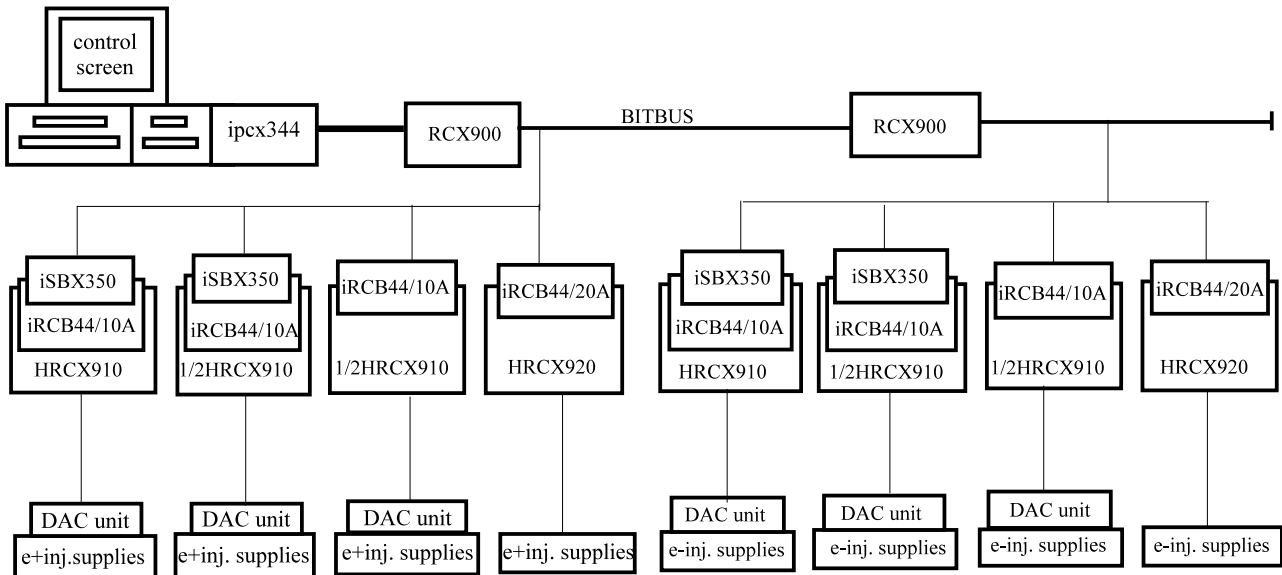 control
screen
ipcx344
RCX900
BITBUS
RCX900
iSBX350
iRCB44/10A
HRCX910
iSBX350
iRCB44/10A
1/2HRCX910
iRCB44/10A
1/2HRCX910
iRCB44/20A
HRCX920
iSBX350
iRCB44/10A
HRCX910
iSBX350
iRCB44/10A
1/2HRCX910
iRCB44/10A
1/2HRCX910
iRCB44/20A
HRCX920
DAC unit
e+inj.supplies
DAC unit
e+inj. supplies
DAC unit
e+inj. supplies
e+inj. supplies
DAC unit
e-inj. supplies
DAC unit
e-inj. supplies
DAC unit
e-inj. supplies
e-inj. supplies